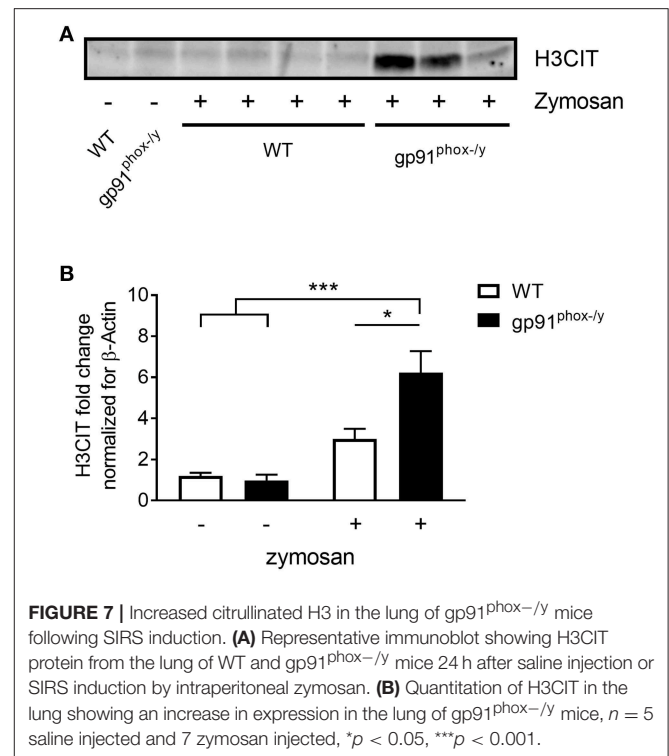 A
H3CIT
- - + + + + + + + Zymosan
WT gp91phox-/y WT gp91phox-/y
B
***
*
WT
gp91phox-/y
H3CIT fold change
normalized for β-Actin
10
8
6
4
2
0
- - + +
zymosan
FIGURE 7 | Increased citrullinated H3 in the lung of gp91phox−/y mice
following SIRS induction. (A) Representative immunoblot showing H3CIT
protein from the lung of WT and gp91phox−/y mice 24 h after saline injection or
SIRS induction by intraperitoneal zymosan. (B) Quantitation of H3CIT in the
lung showing an increase in expression in the lung of gp91phox−/y mice, n = 5
saline injected and 7 zymosan injected, *p < 0.05, ***p < 0.001.